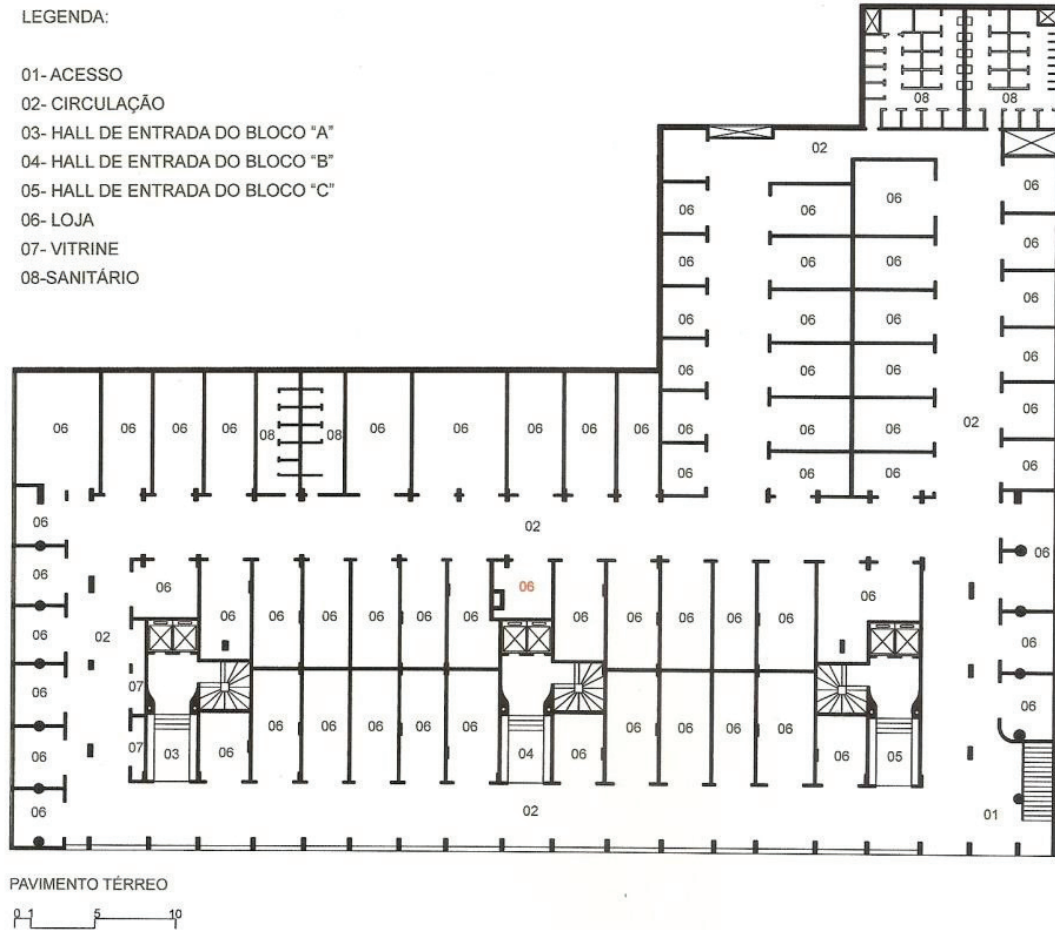 LEGENDA:
01- ACESSO
02- CIRCULAÇÃO
03- HALL DE ENTRADA DO BLOCO "A"
04- HALL DE ENTRADA DO BLOCO "B"
05- HALL DE ENTRADA DO BLOCO "C"
06- LOJA
07- VITRINE
08-SANITÁRIO
08 08
02
06
06
06 06
06
06 06 06
06
06 06 06
06
06 06 06
06
02
06 06 06 06 08 08 06 06 06 06 06 06 06 06
06 06 06 06
06 02
06
06
06 06 06
06 06 06 06 06 06 06 06 06 06 06 06
06 02 06
06 07 06
06 06 06 06 06 06 06 06 06
06 07 03 06 04 06 06 05
06 02 01
PAVIMENTO TÉRREO
0 1 5 10